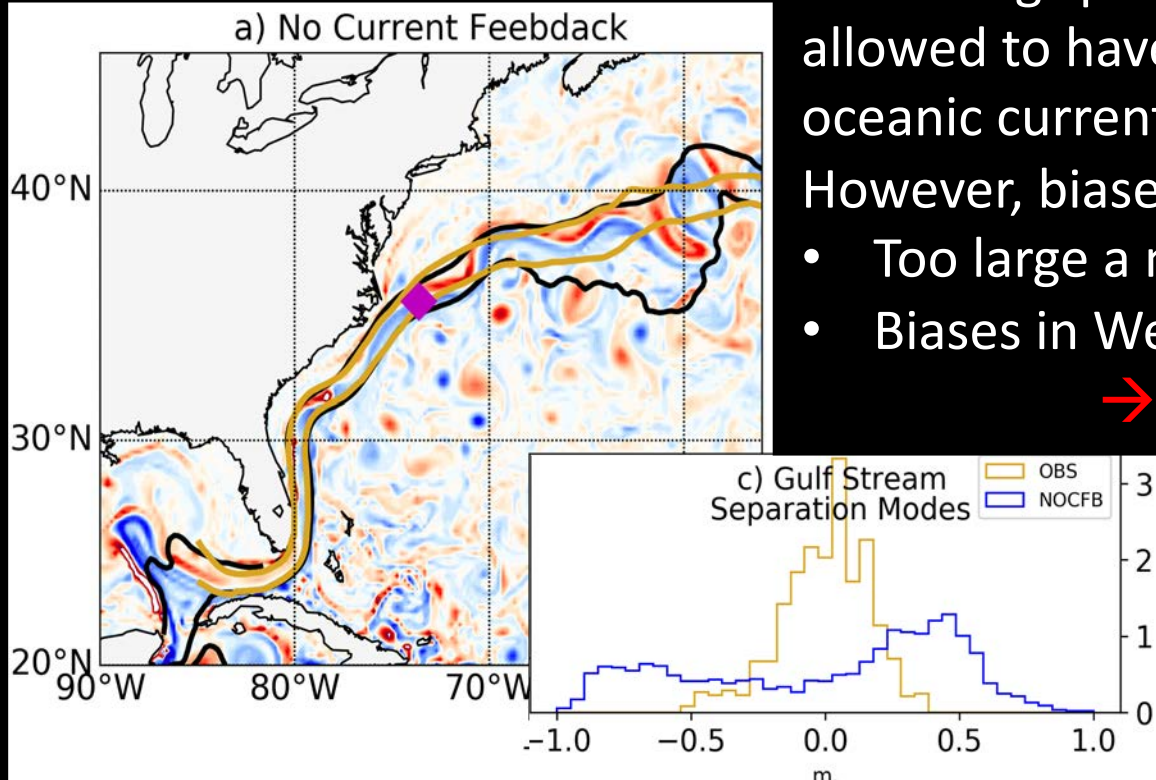 a) No Current Feebdack
40°N
30°N
20°N
90°W
80°W
70°W
allowed to have
oceanic current
However, biase
• Too large a
• Biases in We
→
c) Gulf Stream
Separation Modes
OBS
NOCFB
3
2
1
0
−1.0
−0.5
0.0
0.5
1.0
m